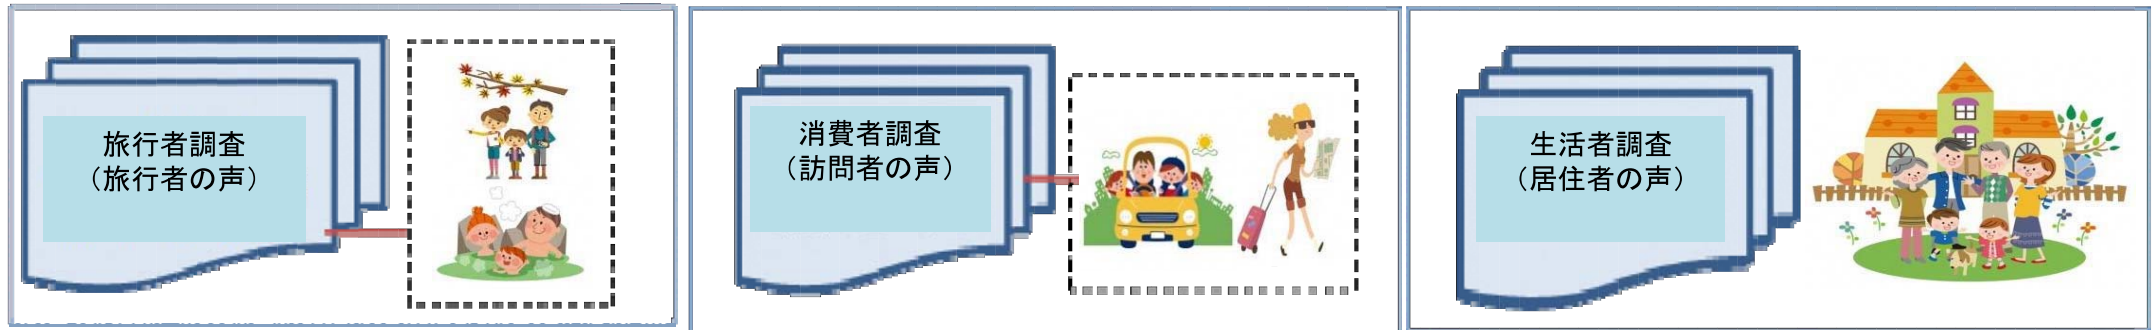 旅行者調査
（旅行者の声）
消費者調査
（訪問者の声）
生活者調査
（居住者の声）